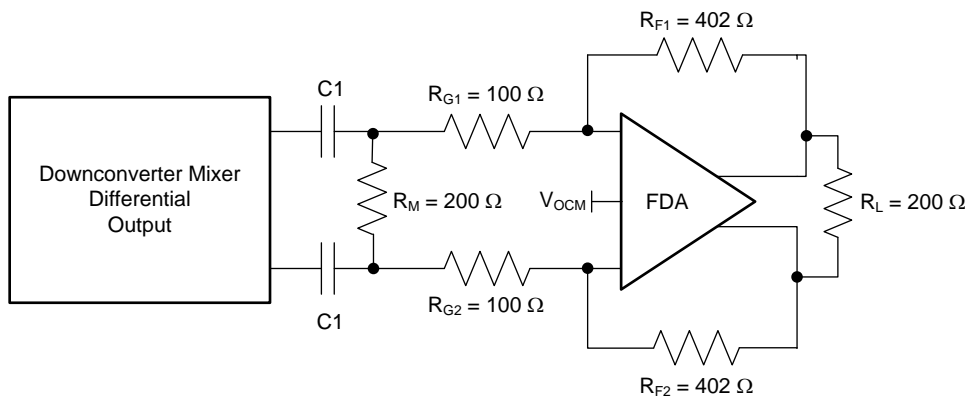 R_F1 = 402 Ω
C1
R_G1 = 100 Ω
Downconverter Mixer
Differential
Output
R_M = 200 Ω
V_OCM
FDA
R_L = 200 Ω
C1
R_G2 = 100 Ω
R_F2 = 402 Ω